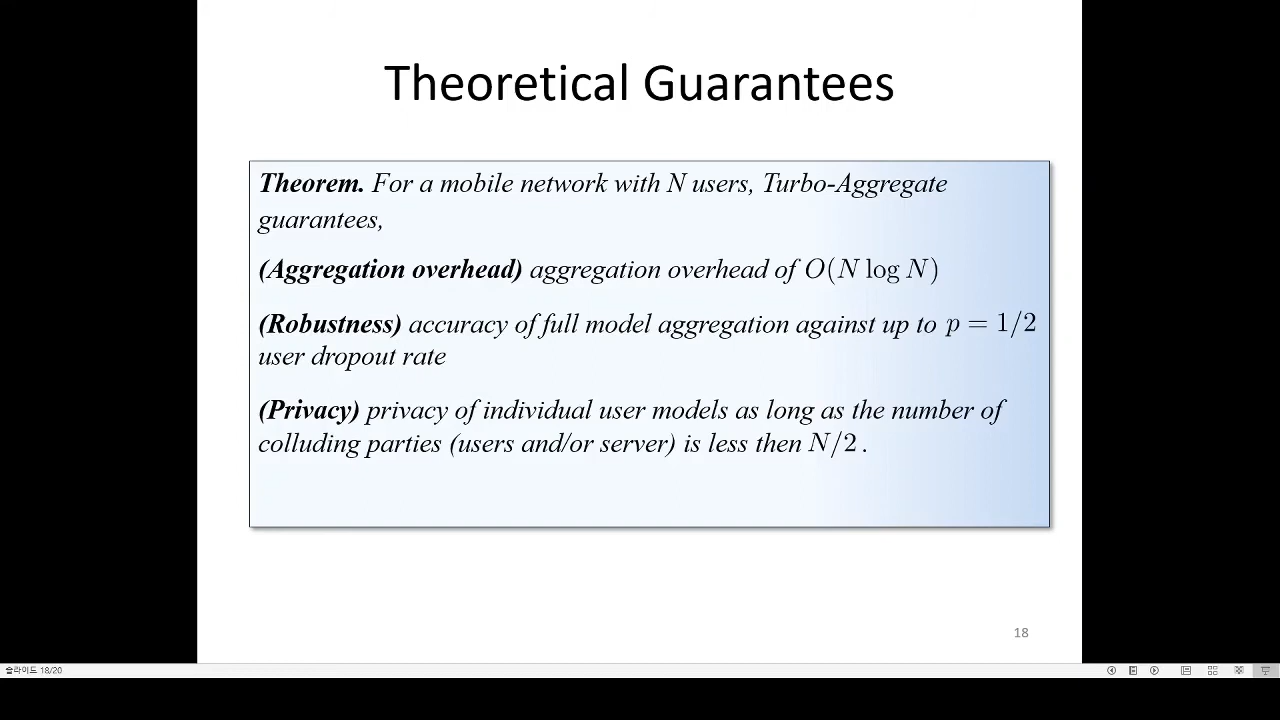 Theoretical Guarantees
Theorem. For a mobile network with N users, Turbo-Aggregate
guarantees,
(Aggregation overhead) aggregation overhead of O(N log N)
(Robustness) accuracy of full model aggregation against up to p = 1/2
user dropout rate
(Privacy) privacy of individual user models as long as the number of
colluding parties (users and/or server) is less then N/2 .
18
슬라이드 18/20